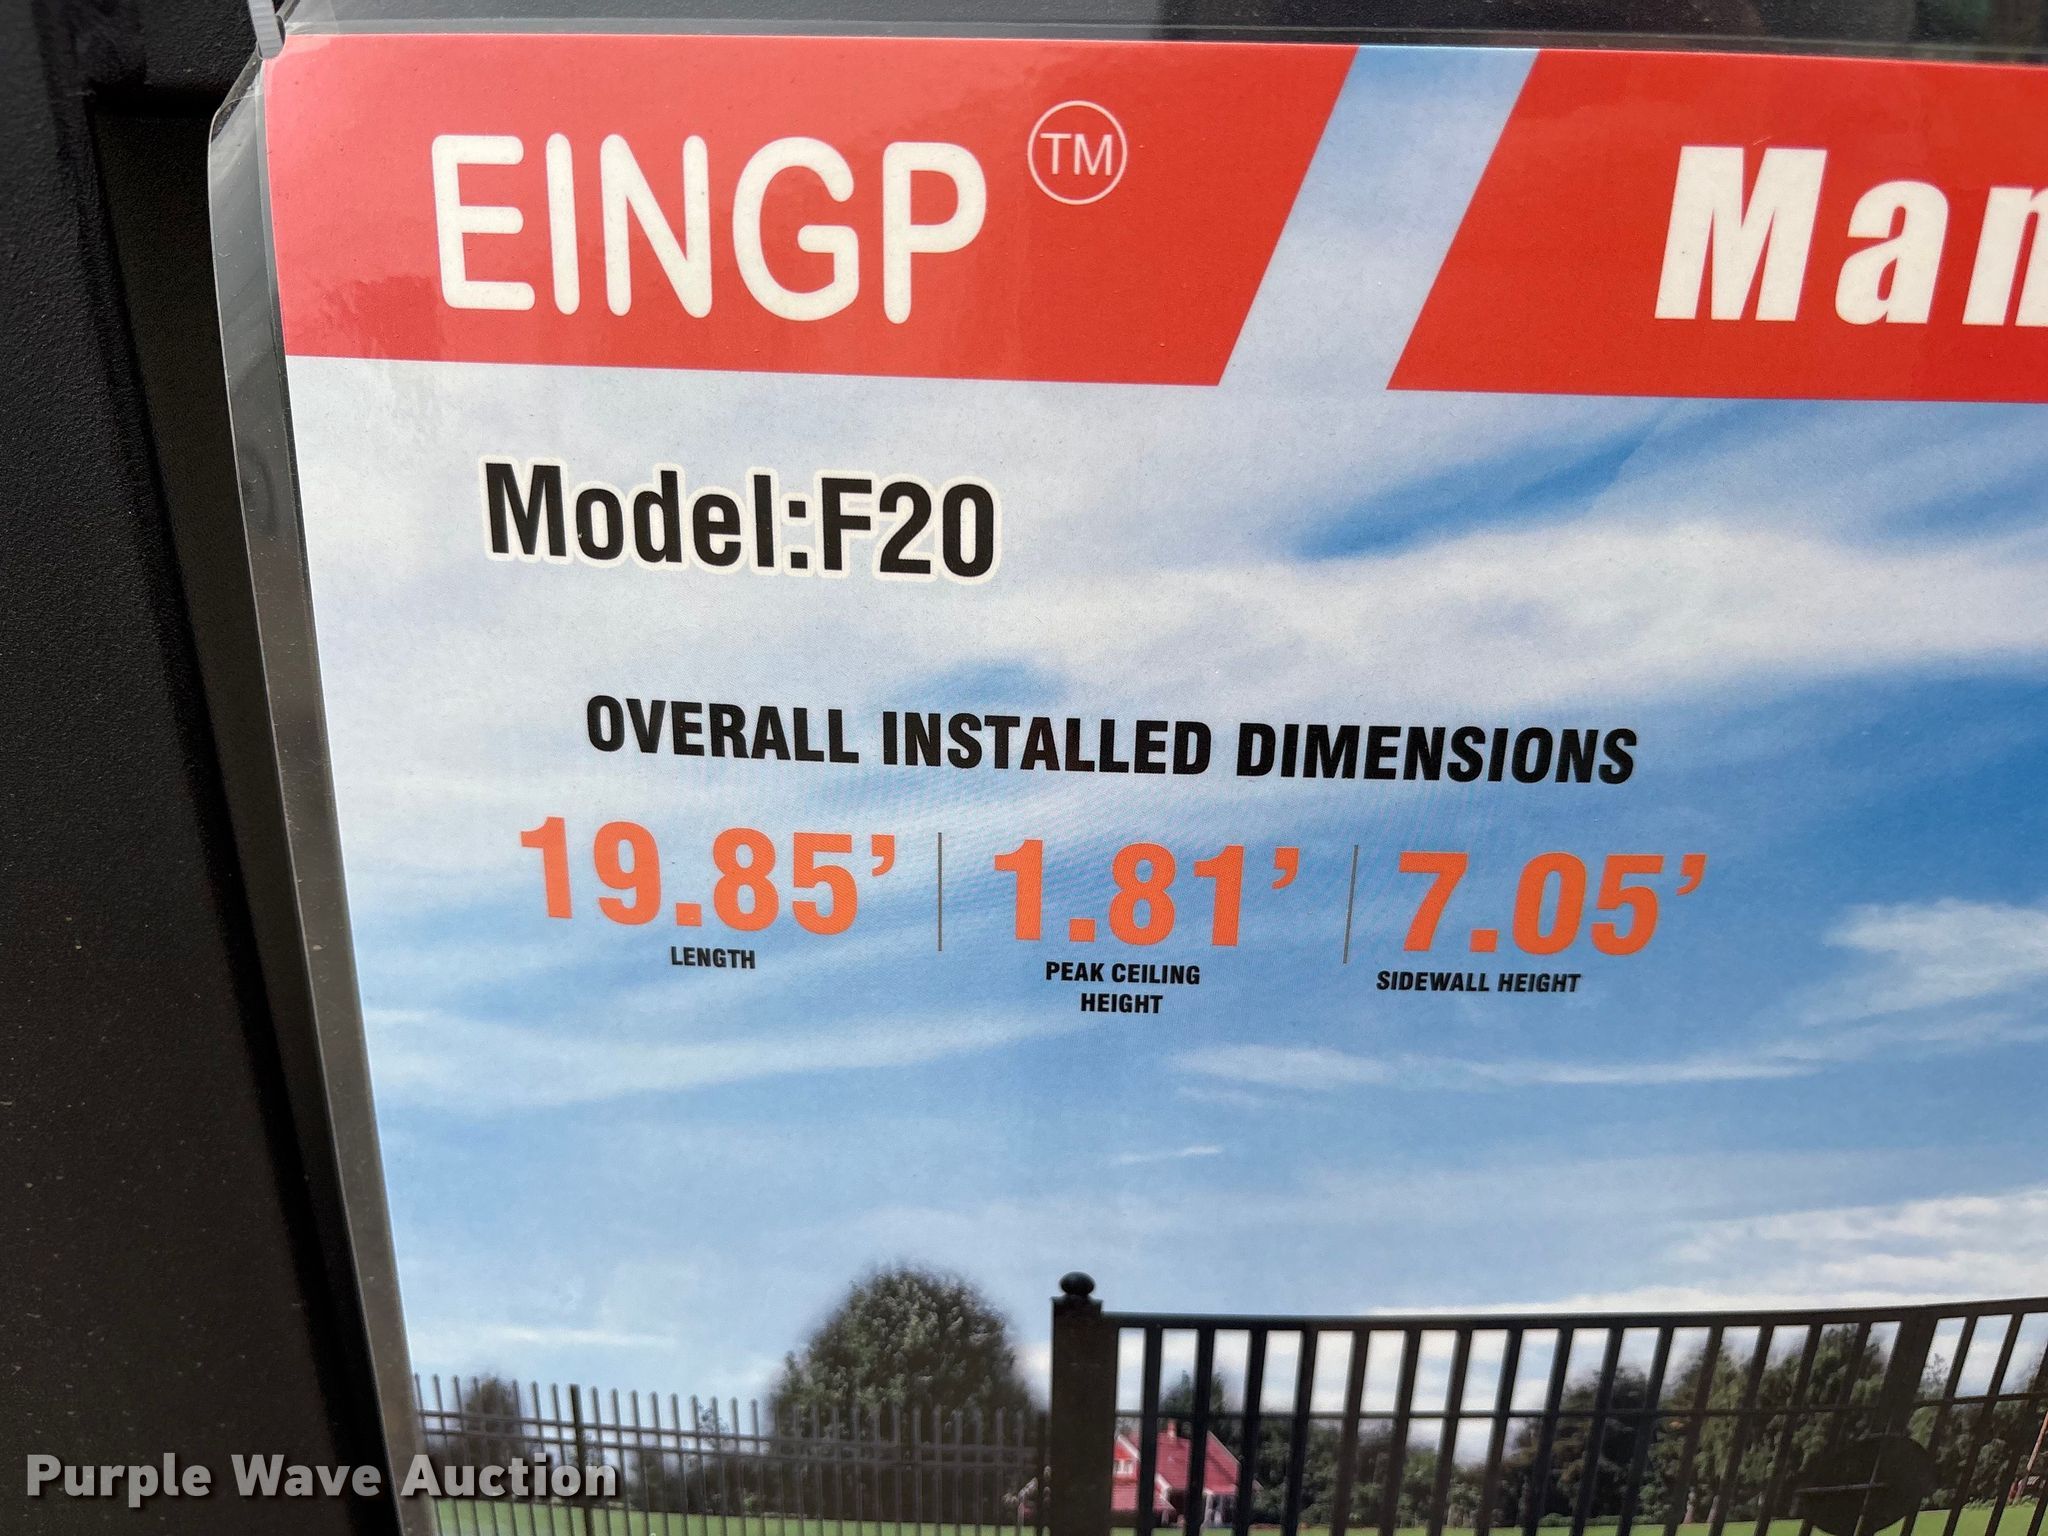 EINGP TM
Man
Model:F20
OVERALL INSTALLED DIMENSIONS
19.85’ 1.81’ 7.05’
LENGTH PEAK CEILING HEIGHT SIDEWALL HEIGHT
Purple Wave Auction